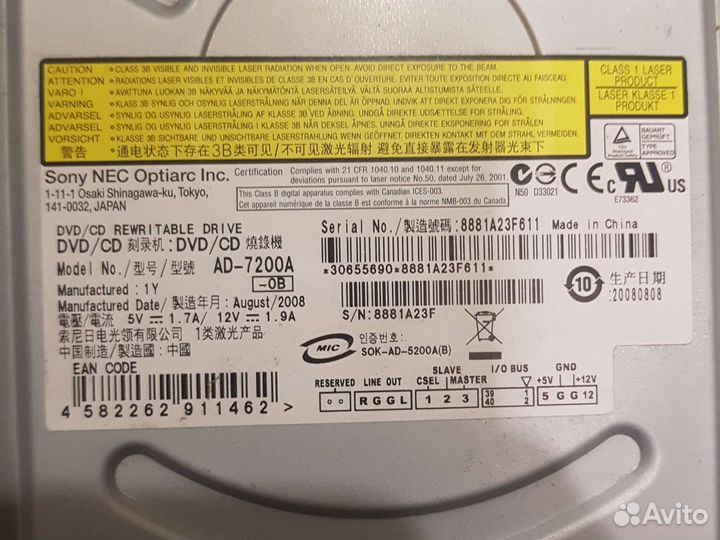 CAUTION • CLASS 3B VISIBLE AND INVISIBLE LASER RADIATION WHEN OPEN. AVOID DIRECT EXPOSURE TO THE BEAM.
ATTENTION • RADIATIONS LASER VISIBLES ET INVISIBLES DE CLASSE 3B EN CAS D'OUVERTURE. EVITER TOUTE EXPOSITION DIRECTE AU FAISCEAU.
VARO ! • AVATTUNA LUOKAN 3B NÄKYVÄÄ JA NÄKYMÄTÖNTÄ LASERSÄTEILYÄ. VÄLTÄ SUORAA ALTISTUMISTA SÄTEELLE.
VARNING • KLASS 3B SYNLIG OCH OSYNLIG LASERSTRÅLNING NÄR DENNA DEL ÄR ÖPPNAD. UNDVIK ATT DIREKT EXPONERA DIG FÖR STRÅLNINGEN.
ADVARSEL • SYNLIG OG USYNLIG LASERSTRÅLING AF KLASSE 3B VED ÅBNING. UNDGÅ DIREKTE UDSÆTTELSE FOR STRÅLING.
ADVARSEL • SYNLIG OG USYNLIG LASERSTRÅLING I KLASSE 3B NÅR DEKSEL ÅPNES. UNNGÅ DIREKTE EKSPONERING FOR STRÅLEN.
VORSICHT • KLASSE 3B SICHTBARE UND UNSICHTBARE LASERSTRAHLUNG WENN GEÖFFNET. DIREKTEN KONTAKT MIT DEM STRAHL VERMEIDEN.
警告 • 通电状态下存在3B类可见/不可见激光辐射 避免直接暴露在发射器光束下
CLASS 1 LASER
PRODUCT
LASER KLASSE 1
PRODUKT
Sony NEC Optiarc Inc.
1-11-1 Osaki Shinagawa-ku, Tokyo,
141-0032, JAPAN
Certification Complies with 21 CFR 1040.10 and 1040.11 except for
deviations pursuant to Laser notice No.50, dated July 26, 2001.
This Class B digital apparatus complies with Canadian ICES-003.
Cet appareil numérique de la classe B est conforme à la norme NMB-003 du Canada.
N50 D33021
BAUART GEPRÜFT
TYPE APPROVED
US
E73362
DVD/CD REWRITABLE DRIVE
DVD/CD 刻录机:DVD/CD 燒錄機
Model No./型号/型號 AD-7200A
-0B
Manufactured : 1Y
Manufactured Date/ 製造年月: August/2008
電壓/電流 5V 1.7A/ 12V 1.9A
索尼日电光领有限公司 1类激光产品
中国制造/製造國: 中國
EAN CODE
4 582262 911462 >
Serial No./製造號碼: 8881A23F611 Made in China
*30655690*8881A23F611*
S/N: 8881A23F
10
生产日期
:20080808
MIC
인증번호:
SOK-AD-5200A(B)
RESERVED LINE OUT CSEL SLAVE MASTER I/O BUS +5V GND +12V
R G G L 1 2 3 39 40 1 2 5 G G 12
Avito